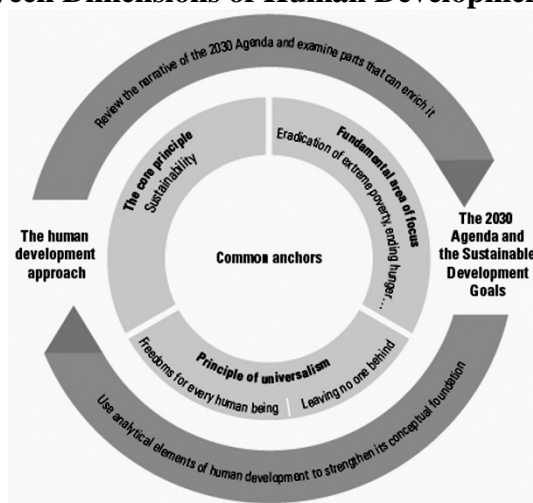 een Dimensions of Human Developmen
Review the narrative of the 2030 Agenda and examine parts that can enrich it
The core principle
Sustainability
Fundamental area of focus
Eradication of extreme poverty, ending hunger....
The human
development
approach
Common anchors
The 2030
Agenda and
the Sustainable
Development
Goals
Principle of universalism
Freedoms for every human being
Leaving no one behind
Use analytical elements of human development to strengthen its conceptual foundation